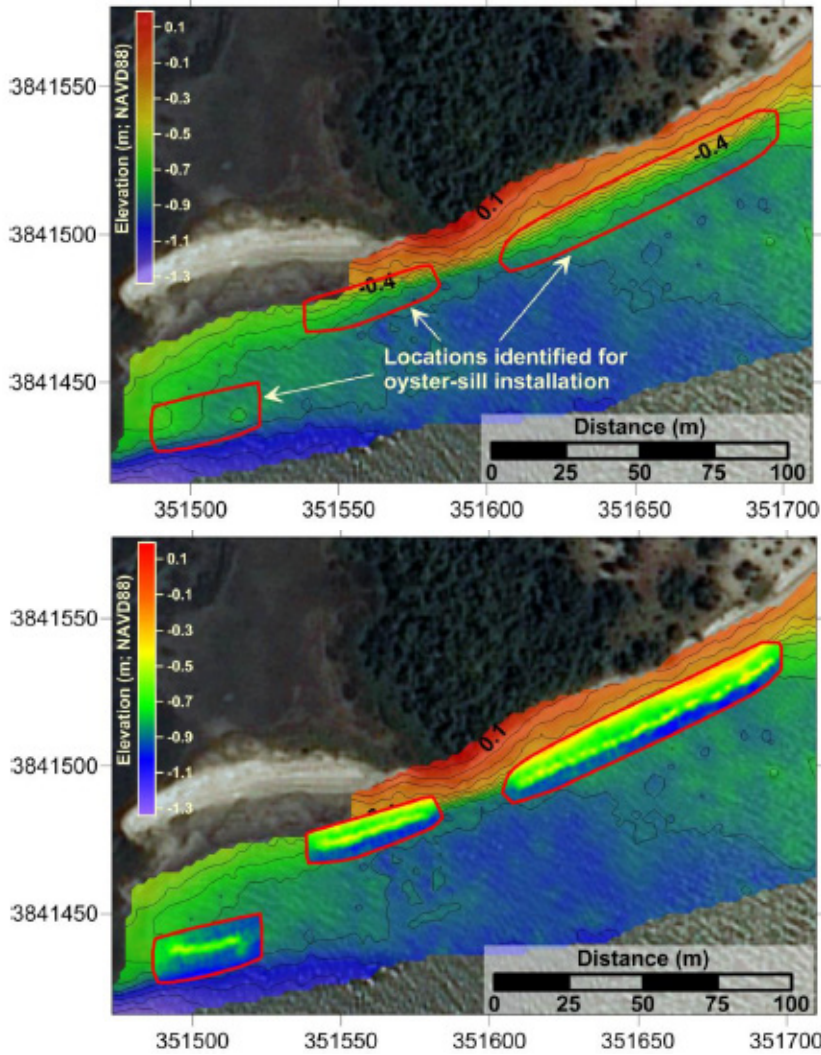 Elevation (m; NAVD88)
0.1
-0.1
-0.3
-0.5
-0.7
-0.9
-1.1
-1.3
3841550
3841500
3841450
-0.4
0.1
-0.4
Locations identified for
oyster-sill installation
Distance (m)
0 25 50 75 100
351500 351550 351600 351650 351700
Elevation (m; NAVD88)
0.1
-0.1
-0.3
-0.5
-0.7
-0.9
-1.1
-1.3
3841550
3841500
3841450
0.1
Distance (m)
0 25 50 75 100
351500 351550 351600 351650 351700